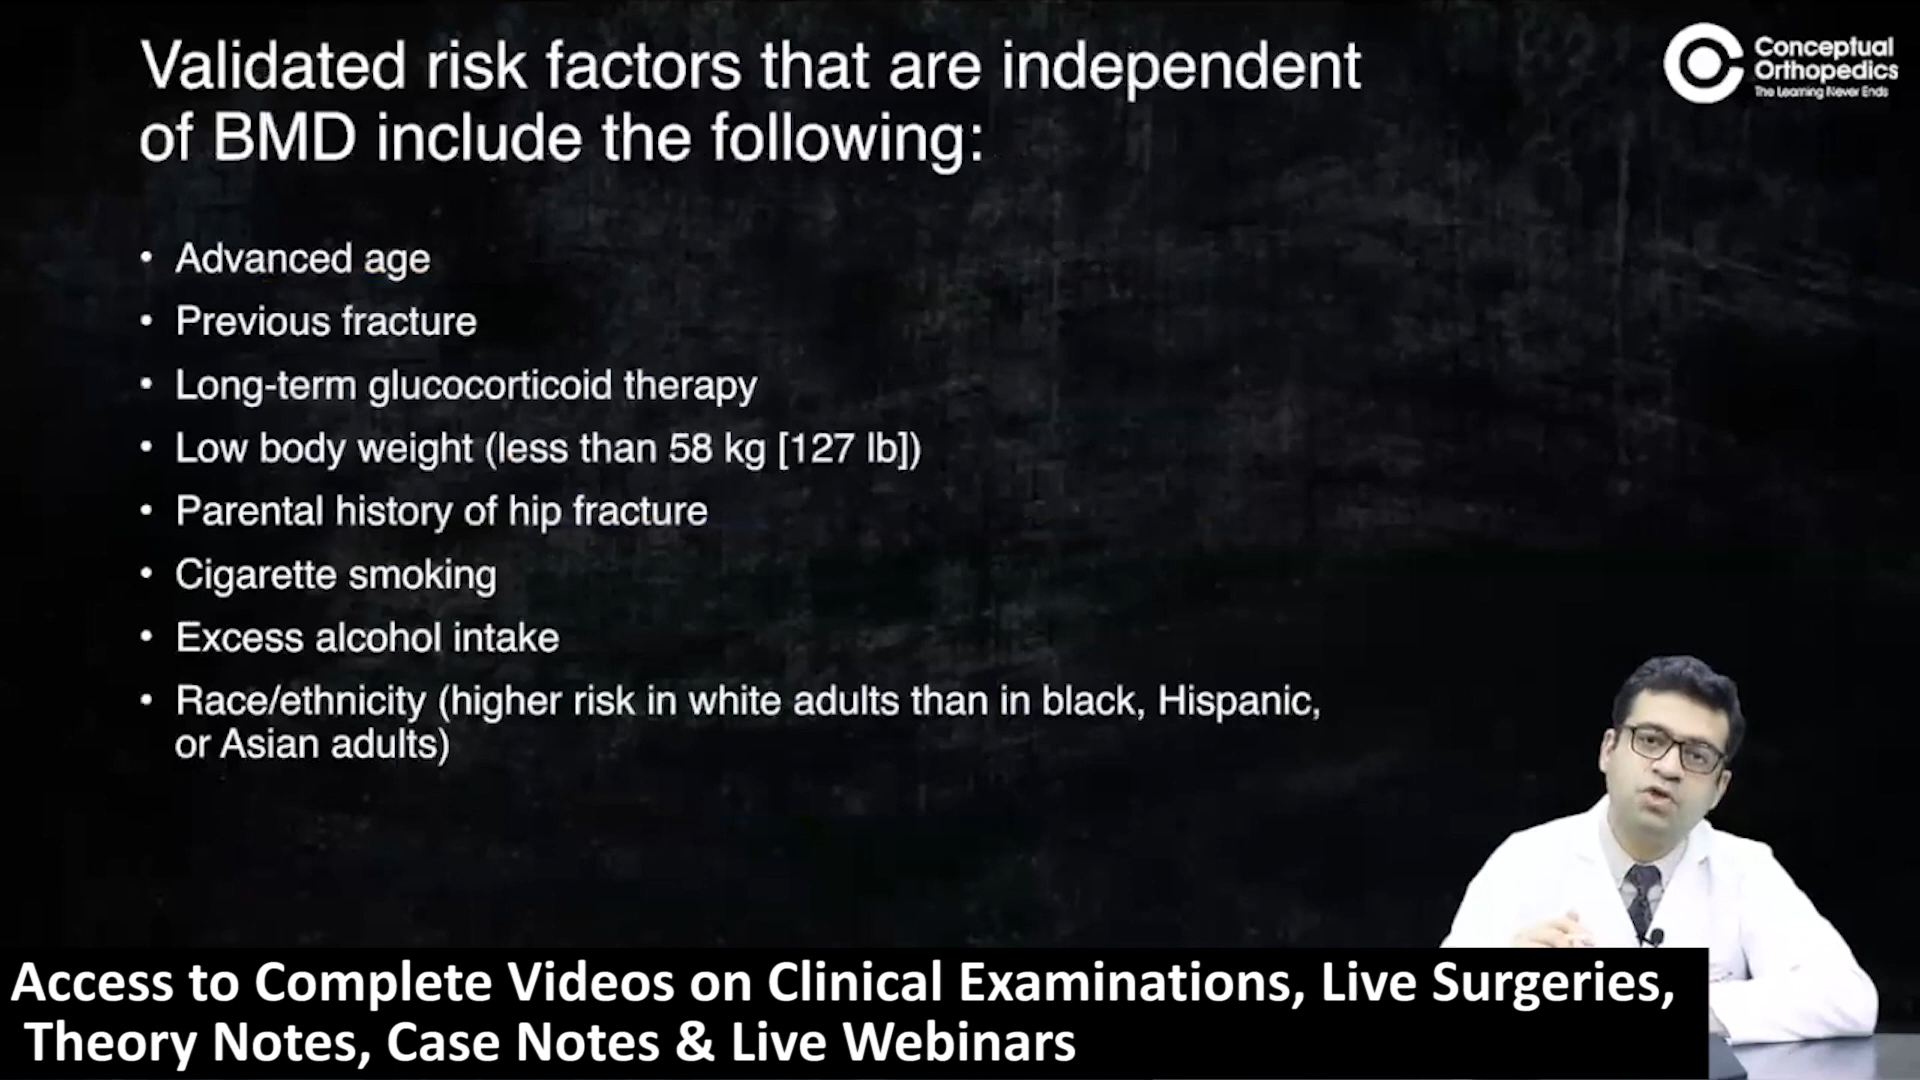 Validated risk factors that are independent
of BMD include the following:
Conceptual
Orthopedics
The Learning Never Ends
• Advanced age
• Previous fracture
• Long-term glucocorticoid therapy
• Low body weight (less than 58 kg [127 lb])
• Parental history of hip fracture
• Cigarette smoking
• Excess alcohol intake
• Race/ethnicity (higher risk in white adults than in black, Hispanic,
or Asian adults)
Access to Complete Videos on Clinical Examinations, Live Surgeries,
Theory Notes, Case Notes & Live Webinars